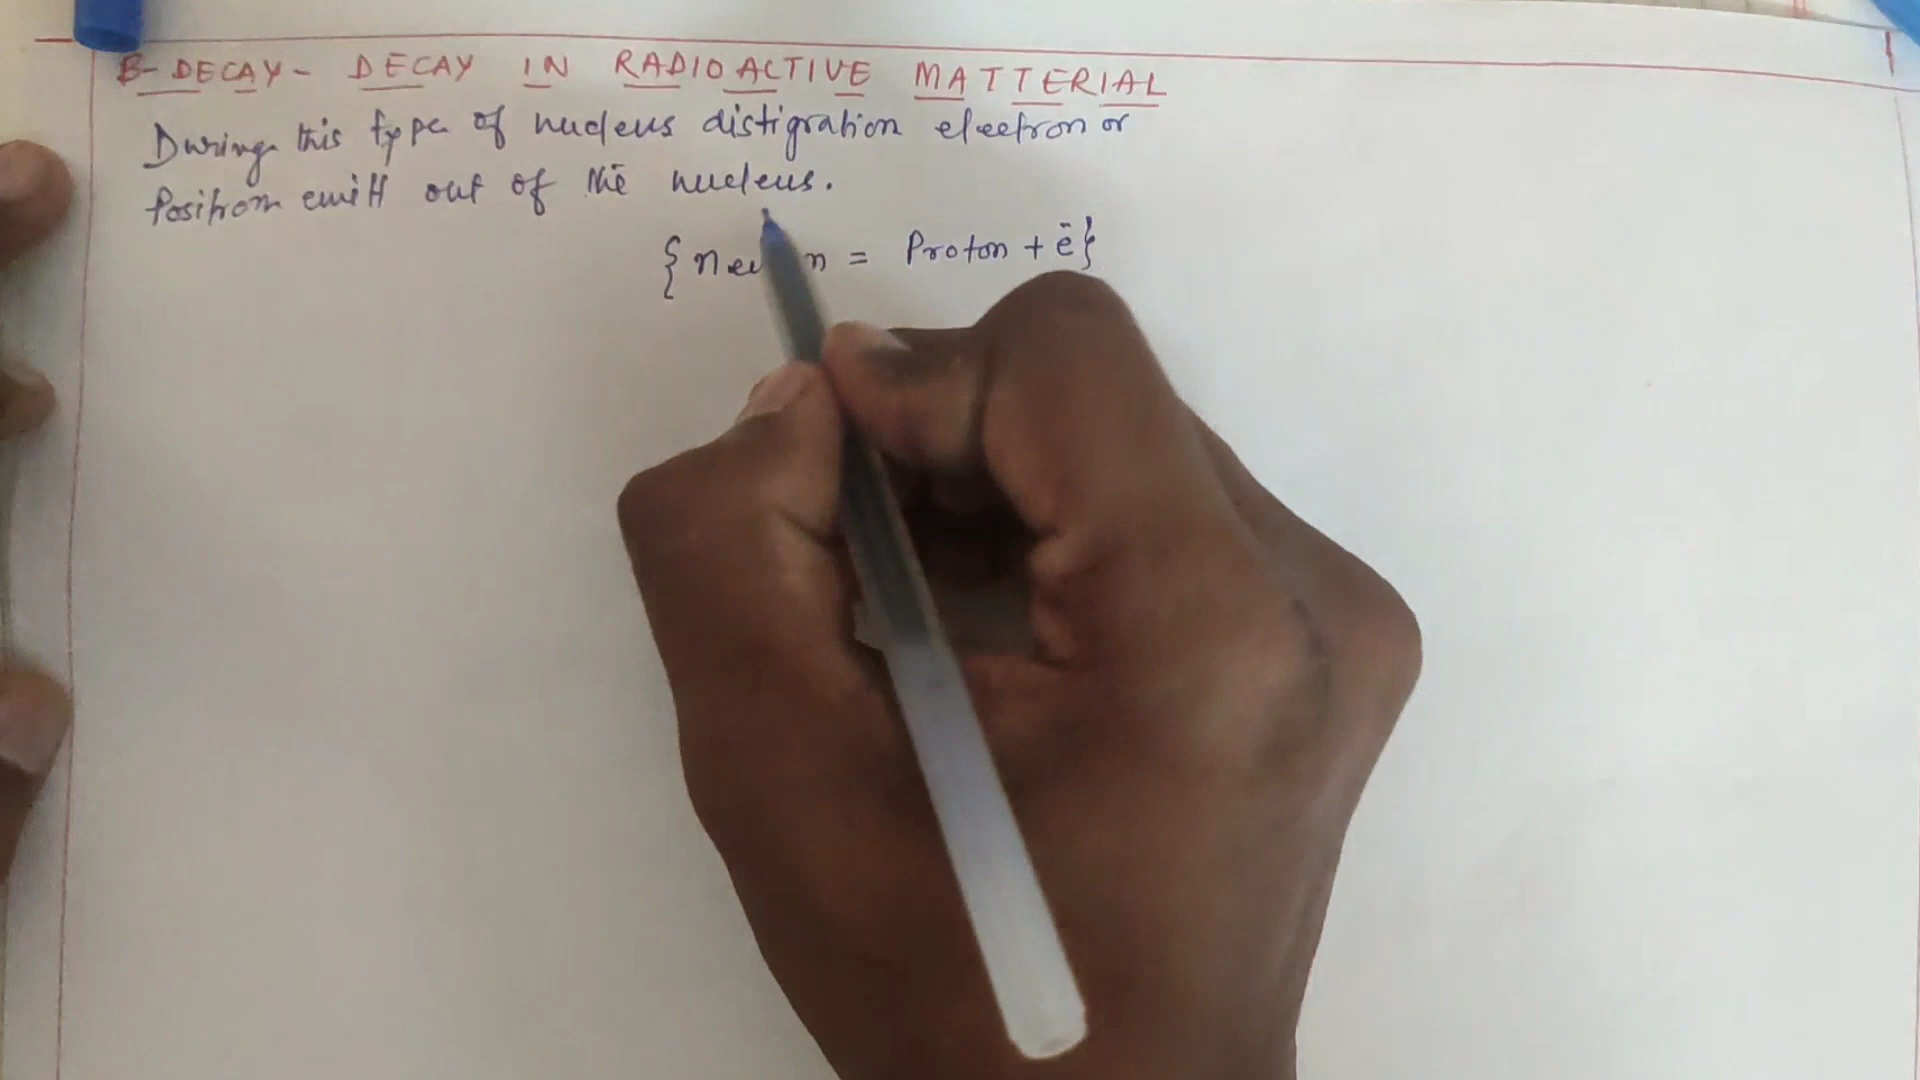 B-DECAY- DECAY IN RADIOACTIVE MATTERIAL
During this type of nucleus distigration electron or
Positrom emitt out of the nucleus.
{ = Proton + ē}